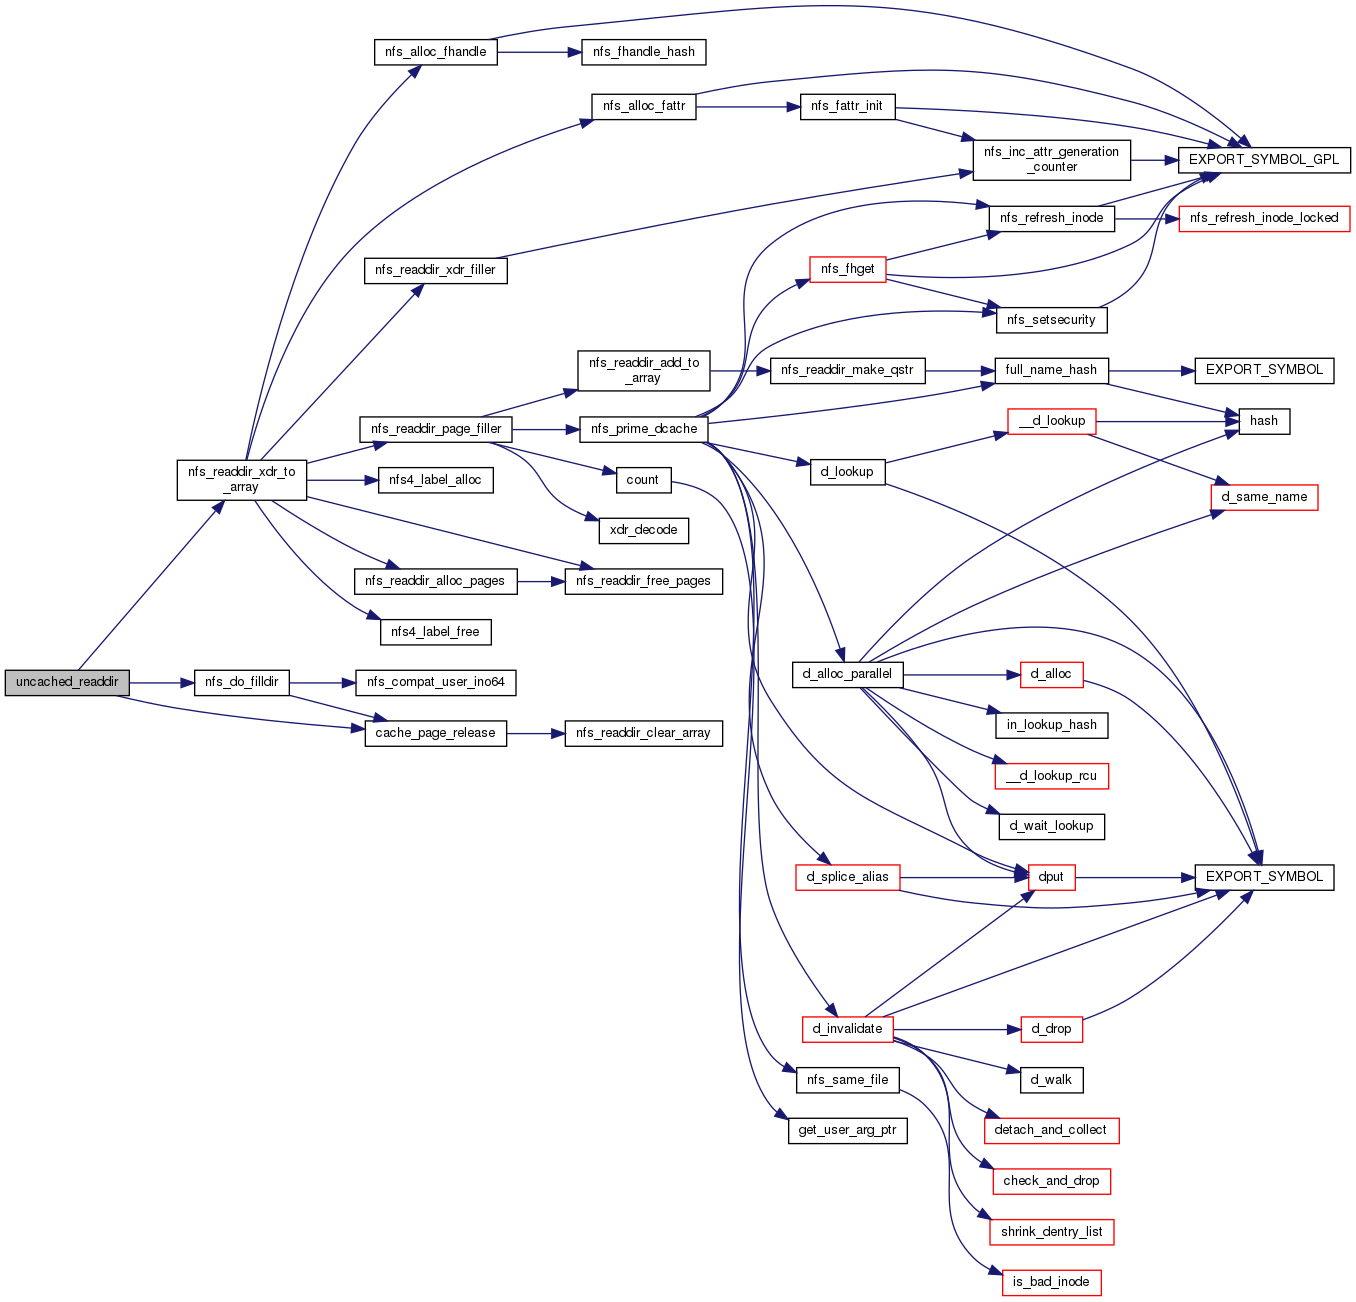 nfs_alloc_fhandle
nfs_fhandle_hash
nfs_alloc_fattr
nfs_fattr_init
nfs_inc_attr_generation
_counter
EXPORT_SYMBOL_GPL
nfs_refresh_inode
nfs_refresh_inode_locked
nfs_readdir_xdr_filler
nfs_fhget
nfs_setsecurity
nfs_readdir_add_to
_array
nfs_readdir_make_qstr
full_name_hash
EXPORT_SYMBOL
nfs_readdir_page_filler
nfs_prime_dcache
__d_lookup
hash
nfs_readdir_xdr_to
_array
nfs4_label_alloc
count
d_lookup
d_same_name
xdr_decode
nfs_readdir_alloc_pages
nfs_readdir_free_pages
nfs4_label_free
uncached_readdir
nfs_do_filldir
nfs_compat_user_ino64
d_alloc_parallel
d_alloc
in_lookup_hash
cache_page_release
nfs_readdir_clear_array
__d_lookup_rcu
d_wait_lookup
d_splice_alias
dput
EXPORT_SYMBOL
d_invalidate
d_drop
nfs_same_file
d_walk
get_user_arg_ptr
detach_and_collect
check_and_drop
shrink_dentry_list
is_bad_inode